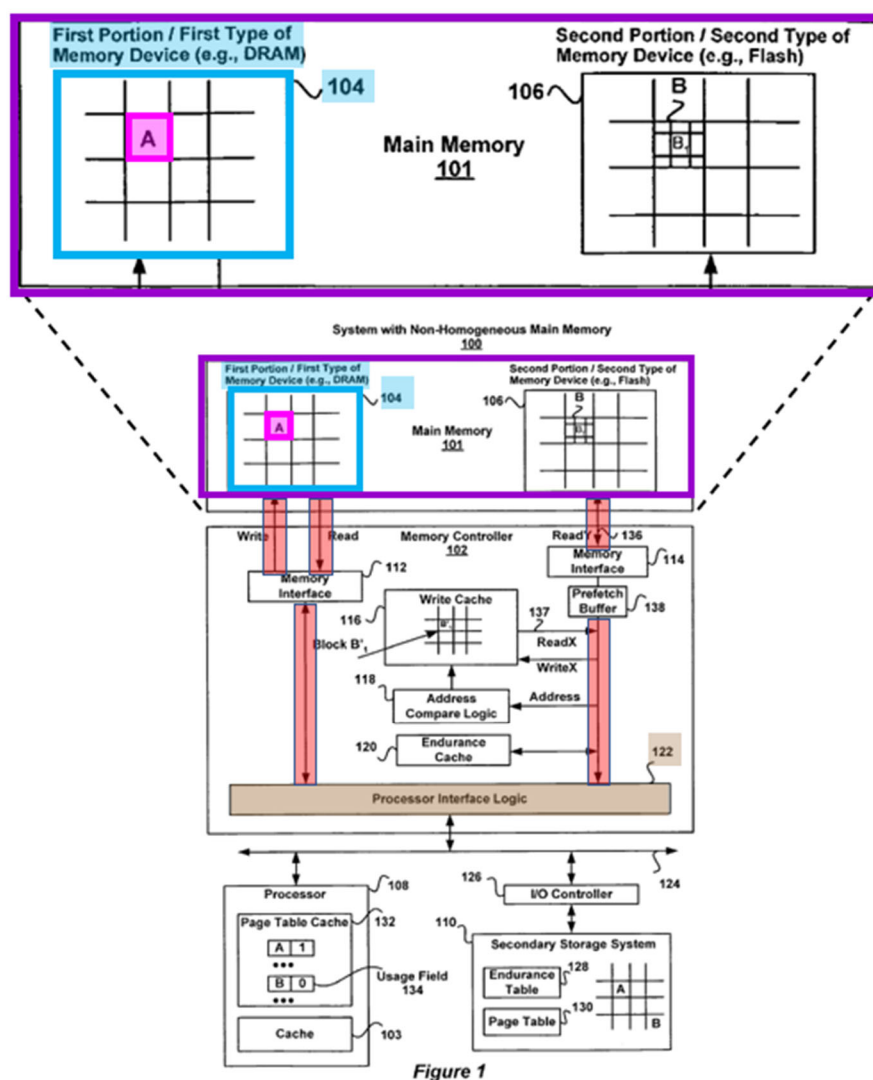 First Portion / First Type of
Memory Device (e.g., DRAM)
104
A
Main Memory
101
Second Portion / Second Type of
Memory Device (e.g., Flash)
106
B
B1
System with Non-Homogeneous Main Memory
100
First Portion / First Type of
Memory Device (e.g., DRAM)
104
A
Main Memory
101
Second Portion / Second Type of
Memory Device (e.g., Flash)
106
B
Write
Read
Memory Controller
102
ReadY
136
Memory
Interface
112
Memory
Interface
114
Prefetch
Buffer
138
Write Cache
116
Block B'1
137
ReadX
WriteX
118
Address
Compare Logic
Address
120
Endurance
Cache
122
Processor Interface Logic
124
Processor
108
Page Table Cache
132
A 1
•••
B 0
•••
Usage Field
134
Cache
103
126
I/O Controller
110
Secondary Storage System
Endurance
Table
128
Page Table
130
A
B
Figure 1